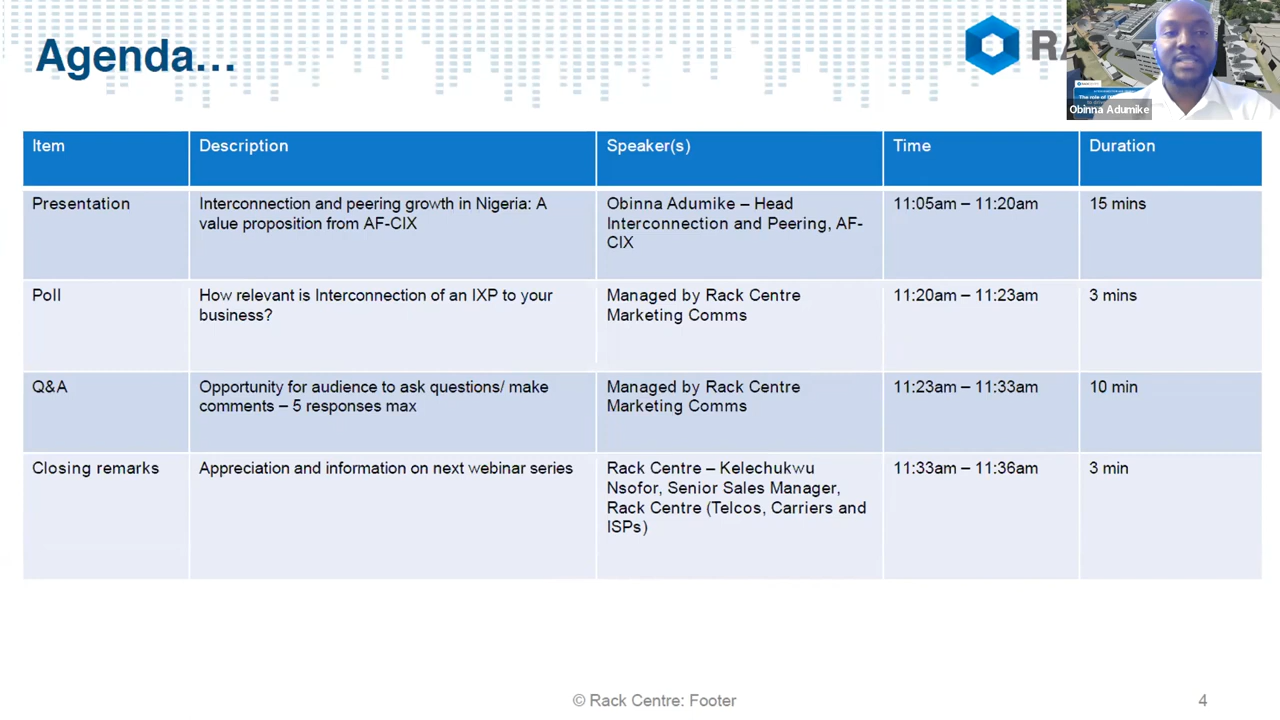 Agenda...
RA
The role of
Obinna Adumike
Item Description Speaker(s) Time Duration
Presentation Interconnection and peering growth in Nigeria: A Obinna Adumike – Head 11:05am – 11:20am 15 mins
value proposition from AF-CIX Interconnection and Peering, AF-
CIX
Poll How relevant is Interconnection of an IXP to your Managed by Rack Centre 11:20am – 11:23am 3 mins
business? Marketing Comms
Q&A Opportunity for audience to ask questions/ make Managed by Rack Centre 11:23am – 11:33am 10 min
comments – 5 responses max Marketing Comms
Closing remarks Appreciation and information on next webinar series Rack Centre – Kelechukwu 11:33am – 11:36am 3 min
Nsofor, Senior Sales Manager,
Rack Centre (Telcos, Carriers and
ISPs)
© Rack Centre: Footer 4